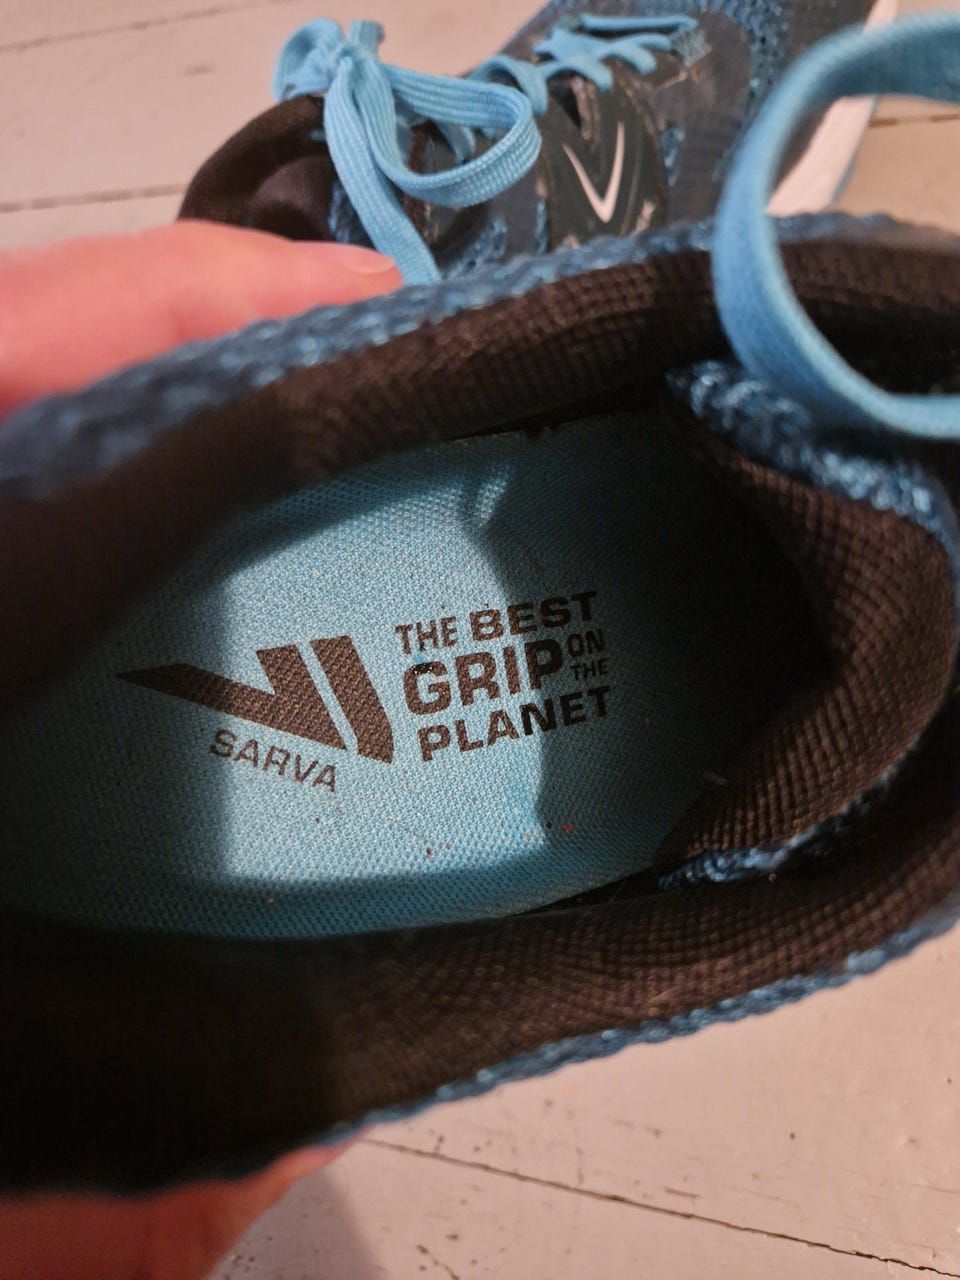 SARVA
THE BEST
GRIP ON THE
PLANET